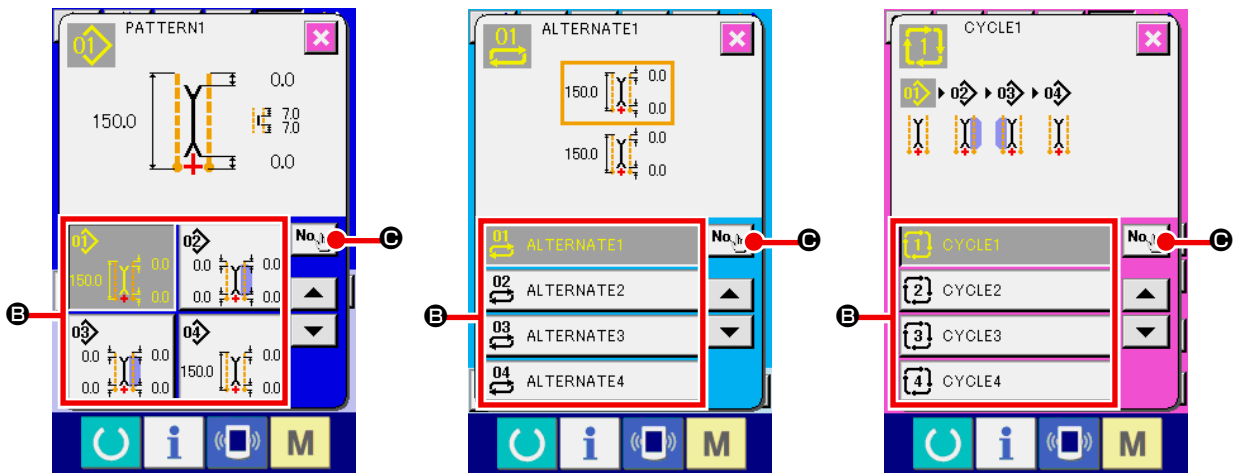 01 PATTERN1
0.0
150.0 7.0
7.0
0.0
01 02 No.
150.0 0.0 0.0 0.0 0.0
0.0 0.0
03 04
0.0 0.0 150.0 0.0
0.0 0.0 0.0
B C
i M
01 ALTERNATE1
150.0 0.0
0.0
150.0 0.0
0.0
01 ALTERNATE1 No.
02 ALTERNATE2
03 ALTERNATE3
04 ALTERNATE4
B C
i M
1 CYCLE1
01 02 03 04
1 CYCLE1 No.
2 CYCLE2
3 CYCLE3
4 CYCLE4
B C
i M